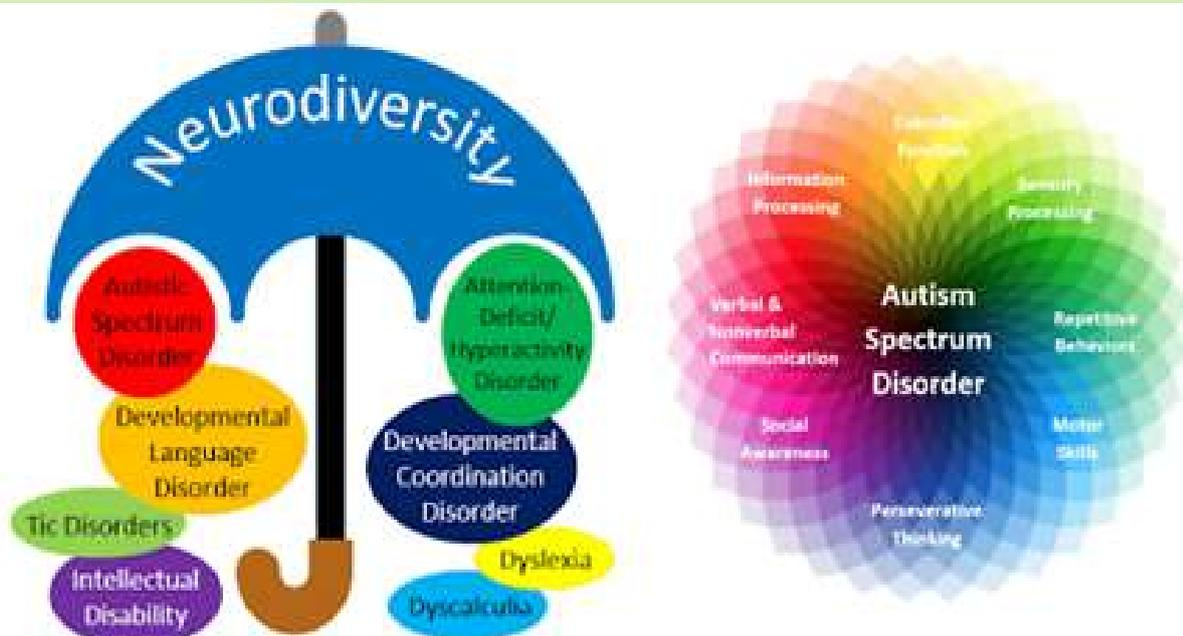 Neurodiversity
Autistic
Spectrum
Disorder
Developmental
Language
Disorder
Tic Disorders
Intellectual
Disability
Attention-
Deficit/
Hyperactivity
Disorder
Developmental
Coordination
Disorder
Dyslexia
Dyscalculia
Information
Processing
Sensory
Processing
Verbal &
Nonverbal
Communication
Autism
Spectrum
Disorder
Repetitive
Behaviors
Social
Awareness
Motor
Skills
Perseverative
Thinking